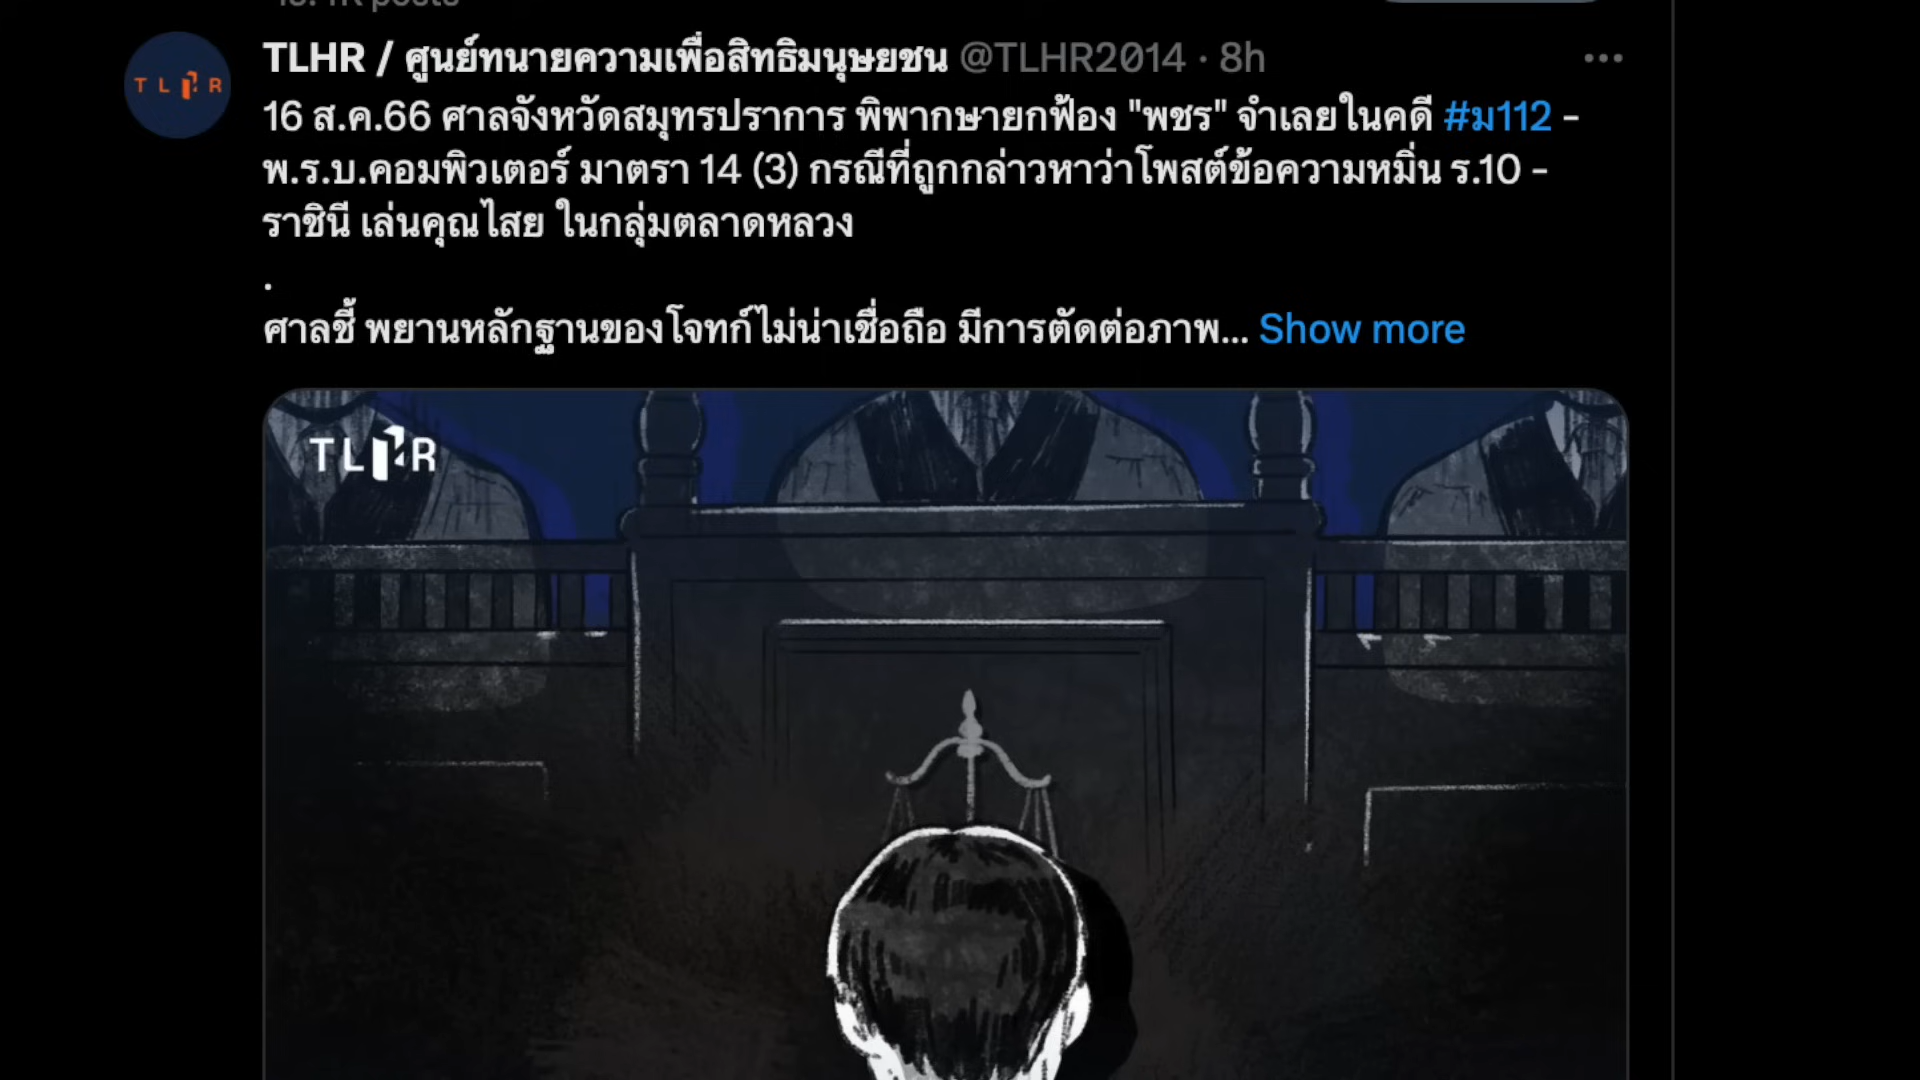 TLHR
TLHR / ศูนย์ทนายความเพื่อสิทธิมนุษยชน @TLHR2014 · 8h
16 ส.ค.66 ศาลจังหวัดสมุทรปราการ พิพากษายกฟ้อง "พชร" จำเลยในคดี #ม112 -
พ.ร.บ.คอมพิวเตอร์ มาตรา 14 (3) กรณีที่ถูกกล่าวหาว่าโพสต์ข้อความหมิ่น ร.10 -
ราชินี เล่นคุณไสย ในกลุ่มตลาดหลวง
.
ศาลชี้ พยานหลักฐานของโจทก์ไม่น่าเชื่อถือ มีการตัดต่อภาพ... Show more
TLHR